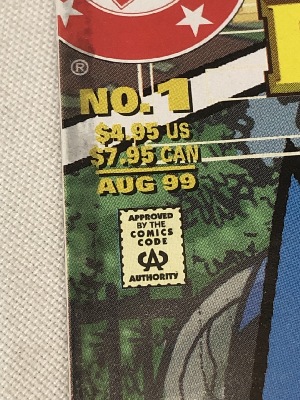 ®
NO. 1
$4.95 US
$7.95 CAN
AUG 99
APPROVED
BY THE
COMICS
CODE
CA
AUTHORITY